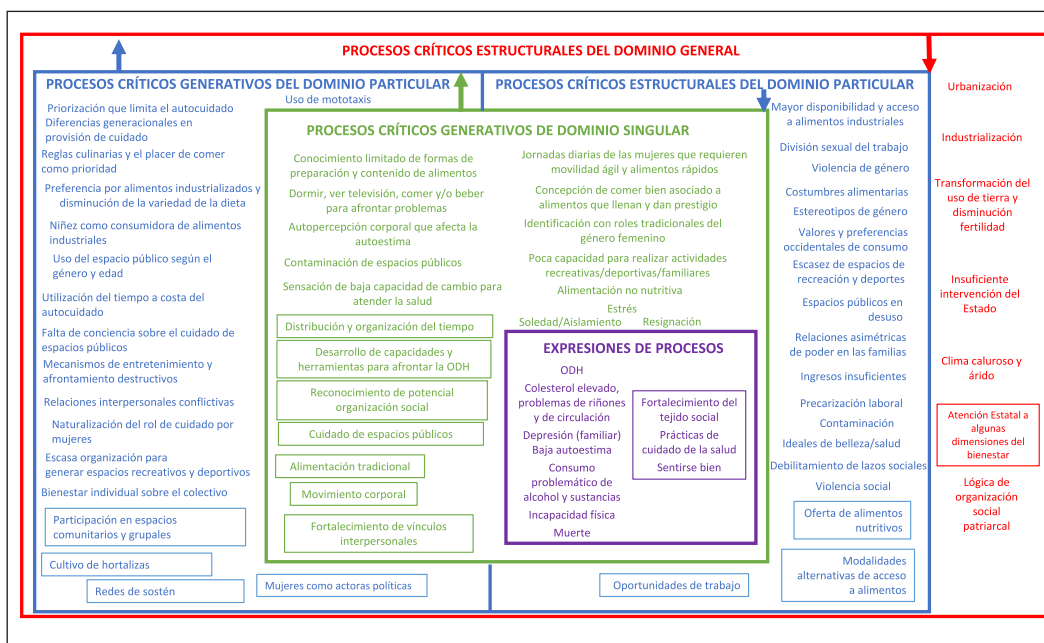 PROCESOS CRÍTICOS ESTRUCTURALES DEL DOMINIO GENERAL
PROCESOS CRÍTICOS GENERATIVOS DEL DOMINIO PARTICULAR
Uso de mototaxis
Priorización que limita el autocuidado
Diferencias generacionales en
provisión de cuidado
Reglas culinarias y el placer de comer
como prioridad
Preferencia por alimentos industrializados y
disminución de la variedad de la dieta
Niñez como consumidora de alimentos
industriales
Uso del espacio público según el
género y edad
Utilización del tiempo a costa del
autocuidado
Falta de conciencia sobre el cuidado de
espacios públicos
Mecanismos de entretenimiento y
afrontamiento destructivos
Relaciones interpersonales conflictivas
Naturalización del rol de cuidado por
mujeres
Escasa organización para
generar espacios recreativos y deportivos
Bienestar individual sobre el colectivo
Participación en espacios
comunitarios y grupales
Cultivo de hortalizas
Redes de sostén
Mujeres como actoras políticas
PROCESOS CRÍTICOS GENERATIVOS DE DOMINIO SINGULAR
Conocimiento limitado de formas de
preparación y contenido de alimentos
Dormir, ver televisión, comer y/o beber
para afrontar problemas
Autopercepción corporal que afecta la
autoestima
Contaminación de espacios públicos
Sensación de baja capacidad de cambio para
atender la salud
Distribución y organización del tiempo
Desarrollo de capacidades y
herramientas para afrontar la ODH
Reconocimiento de potencial
organización social
Cuidado de espacios públicos
Alimentación tradicional
Movimiento corporal
Fortalecimiento de vínculos
interpersonales
Jornadas diarias de las mujeres que requieren
movilidad ágil y alimentos rápidos
Concepción de comer bien asociado a
alimentos que llenan y dan prestigio
Identificación con roles tradicionales del
género femenino
Poca capacidad para realizar actividades
recreativas/deportivas/familiares
Alimentación no nutritiva
Estrés
Soledad/Aislamiento Resignación
EXPRESIONES DE PROCESOS
ODH
Colesterol elevado,
problemas de riñones
y de circulación
Depresión (familiar)
Baja autoestima
Consumo
problemático de
alcohol y sustancias
Incapacidad física
Muerte
Fortalecimiento del
tejido social
Prácticas de
cuidado de la salud
Sentirse bien
PROCESOS CRÍTICOS ESTRUCTURALES DEL DOMINIO PARTICULAR
Mayor disponibilidad y acceso
a alimentos industriales
División sexual del trabajo
Violencia de género
Costumbres alimentarias
Estereotipos de género
Valores y preferencias
occidentales de consumo
Escasez de espacios de
recreación y deportes
Espacios públicos en
desuso
Relaciones asimétricas
de poder en las familias
Ingresos insuficientes
Precarización laboral
Contaminación
Ideales de belleza/salud
Debilitamiento de lazos sociales
Violencia social
Oferta de alimentos
nutritivos
Modalidades
alternativas de acceso
a alimentos
Oportunidades de trabajo
Urbanización
Industrialización
Transformación del
uso de tierra y
disminución
fertilidad
Insuficiente
intervención del
Estado
Clima caluroso y
árido
Atención Estatal a
algunas
dimensiones del
bienestar
Lógica de
organización
social
patriarcal